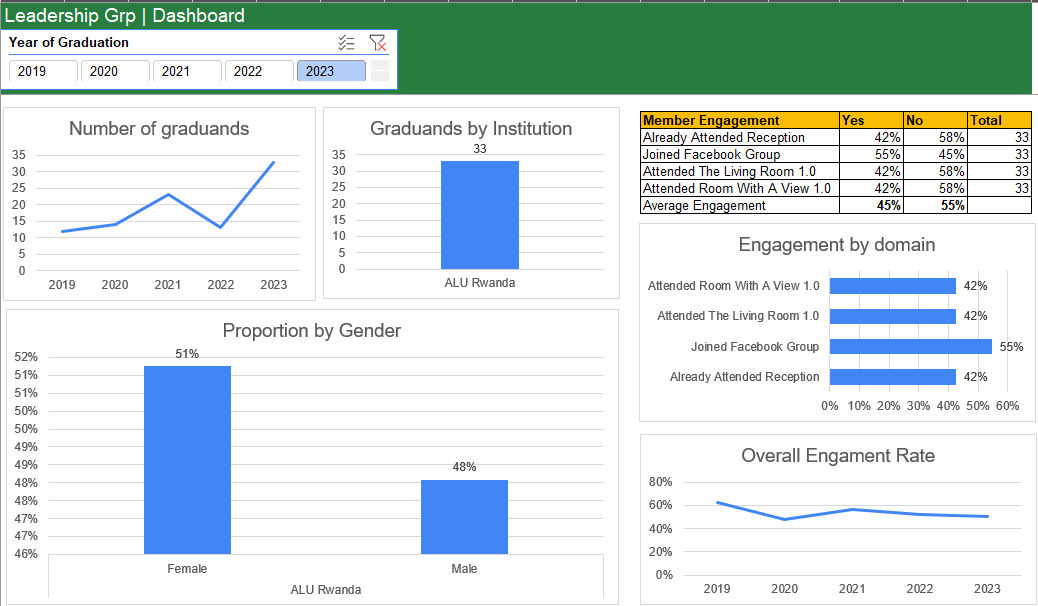 Leadership Grp | Dashboard
Year of Graduation
2019 2020 2021 2022 2023
Number of graduands
35
30
25
20
15
10
5
0
2019 2020 2021 2022 2023
Graduands by Institution
33
35
30
25
20
15
10
5
0
ALU Rwanda
Member Engagement Yes No Total
Already Attended Reception 42% 58% 33
Joined Facebook Group 55% 45% 33
Attended The Living Room 1.0 42% 58% 33
Attended Room With A View 1.0 42% 58% 33
Average Engagement 45% 55%
Engagement by domain
Attended Room With A View 1.0 42%
Attended The Living Room 1.0 42%
Joined Facebook Group 55%
Already Attended Reception 42%
0% 10% 20% 30% 40% 50% 60%
Proportion by Gender
52%
51%
51%
50%
50%
49%
49%
48%
48%
47%
47%
46%
51%
48%
Female Male
ALU Rwanda
Overall Engament Rate
80%
60%
40%
20%
0%
2019 2020 2021 2022 2023